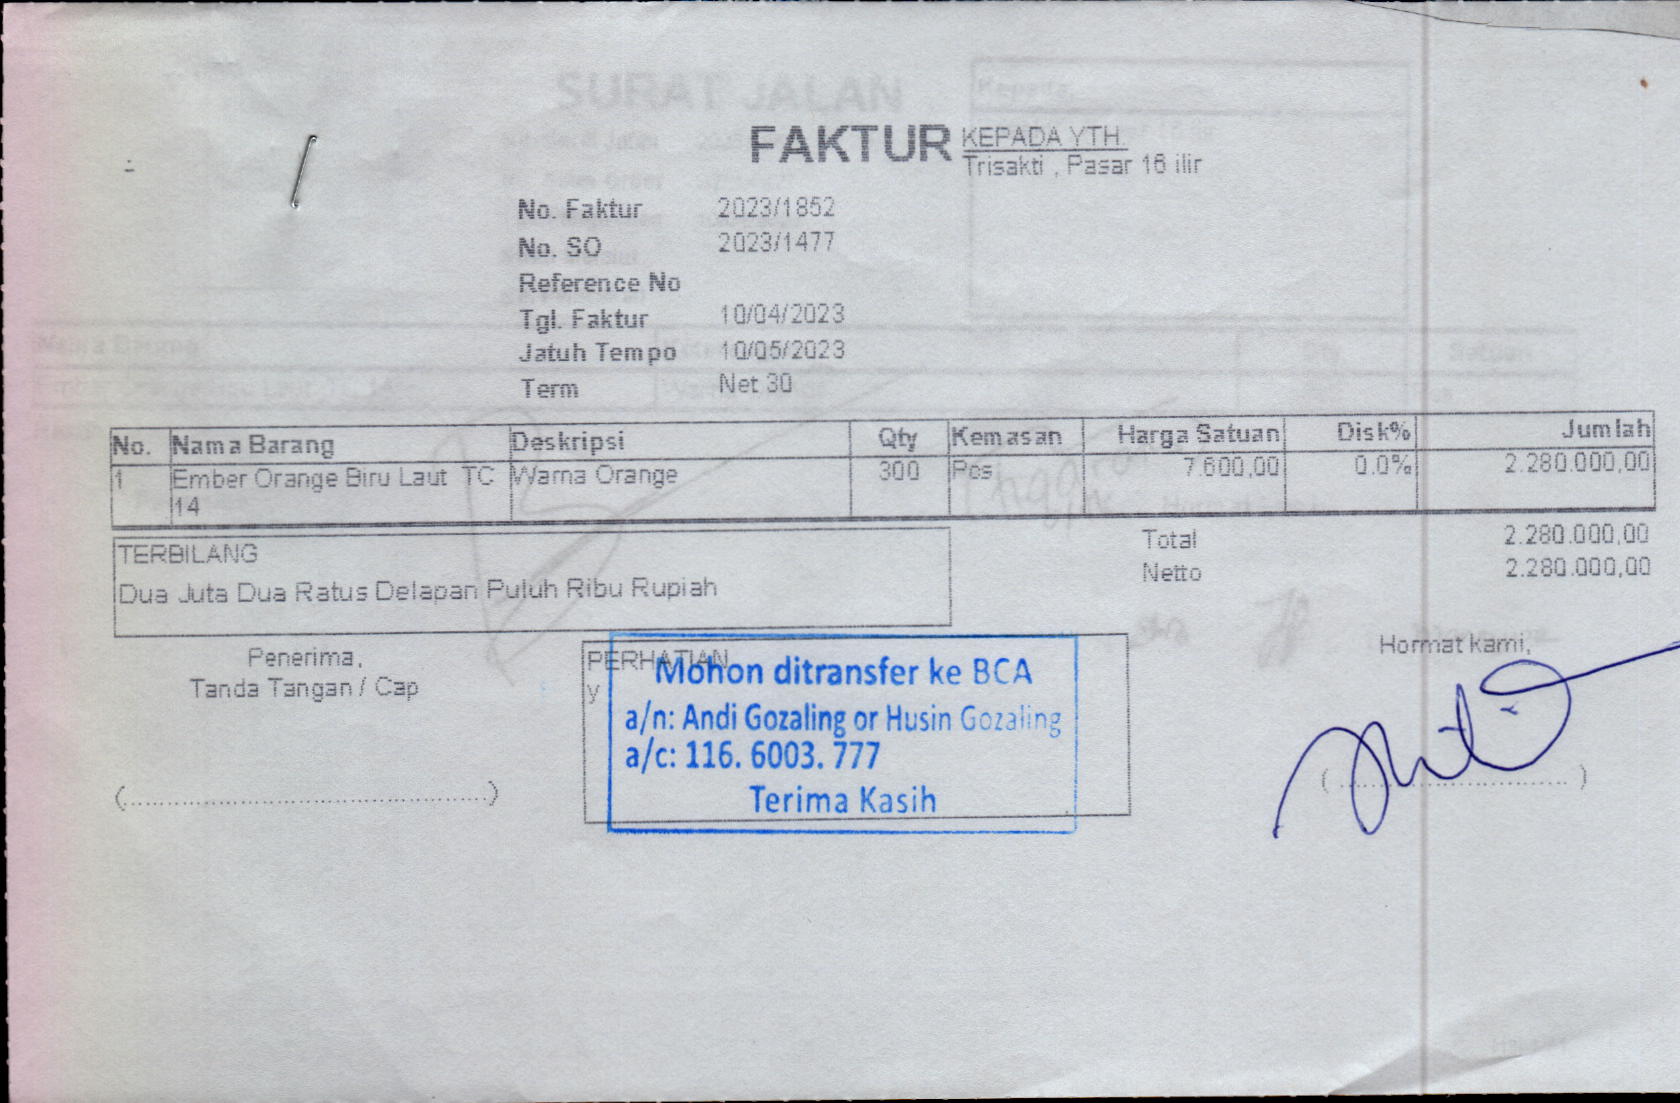 FAKTUR
KEPADA YTH.
Trisakti , Pasar 16 ilir
No. Faktur 2023/1852
No. SO 2023/1477
Reference No
Tgl. Faktur 10/04/2023
Jatuh Tempo 10/05/2023
Term Net 30
No. Nama Barang Deskripsi Qty Kemasan Harga Satuan Disk% Jumlah
1 Ember Orange Biru Laut TC Warna Orange 300 Pcs 7.600,00 0.0% 2.280.000,00
14
TERBILANG
Dua Juta Dua Ratus Delapan Puluh Ribu Rupiah
Total 2.280.000,00
Netto 2.280.000,00
Penerima,
Tanda Tangan / Cap
(................................................)
PERHATIAN
y
Mohon ditransfer ke BCA
a/n: Andi Gozaling or Husin Gozaling
a/c: 116. 6003. 777
Terima Kasih
Hormat kami,
(................................)
SURAT JALAN
Kepada